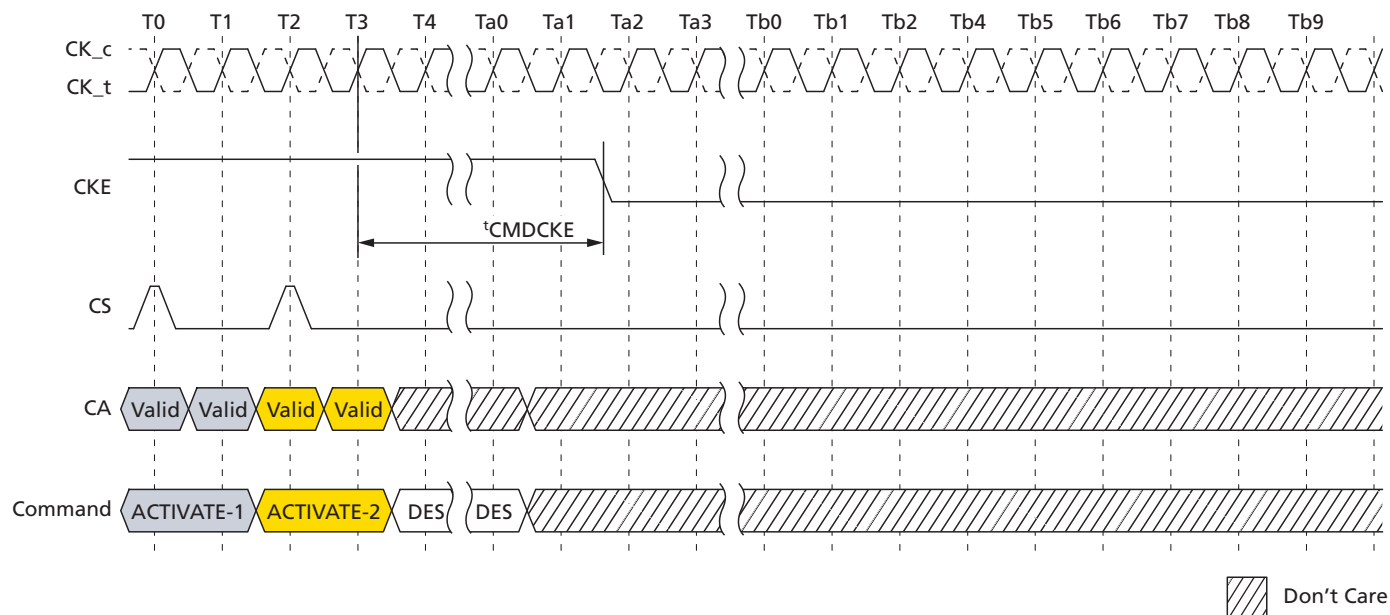 T0 T1 T2 T3 T4 Ta0 Ta1 Ta2 Ta3 Tb0 Tb1 Tb2 Tb4 Tb5 Tb6 Tb7 Tb8 Tb9
CK_c
CK_t
CKE
tCMDCKE
CS
CA Valid Valid Valid Valid
Command ACTIVATE-1 ACTIVATE-2 DES DES
Don't Care